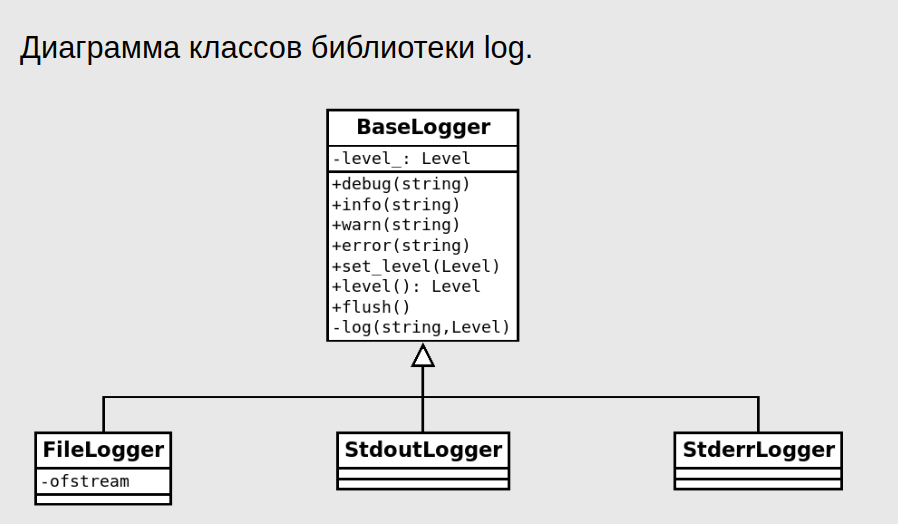 Диаграмма классов библиотеки log.
BaseLogger
-level_: Level
+debug(string)
+info(string)
+warn(string)
+error(string)
+set_level(Level)
+level(): Level
+flush()
-log(string,Level)
FileLogger
-ofstream
StdoutLogger
StderrLogger